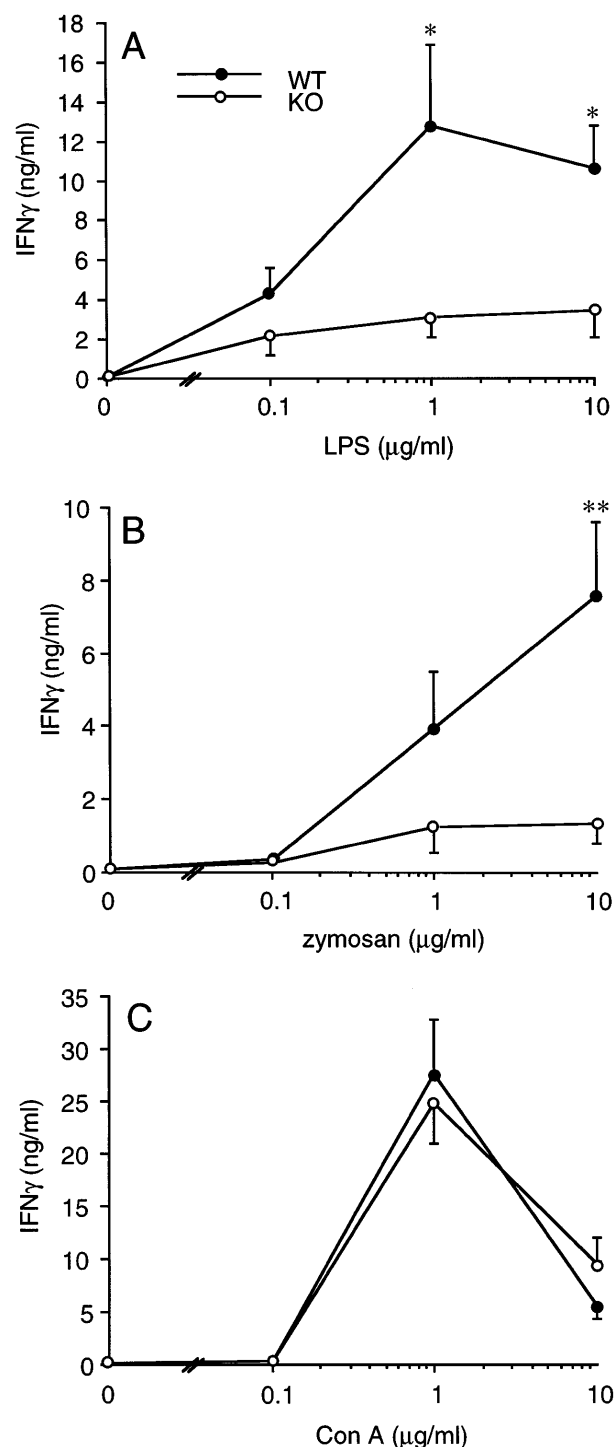 A
WT
KO
*
*
IFNγ (ng/ml)
18
16
14
12
10
8
6
4
2
0
0 0.1 1 10
LPS (μg/ml)
B
**
IFNγ (ng/ml)
10
8
6
4
2
0
0 0.1 1 10
zymosan (μg/ml)
C
IFNγ (ng/ml)
35
30
25
20
15
10
5
0
0 0.1 1 10
Con A (μg/ml)